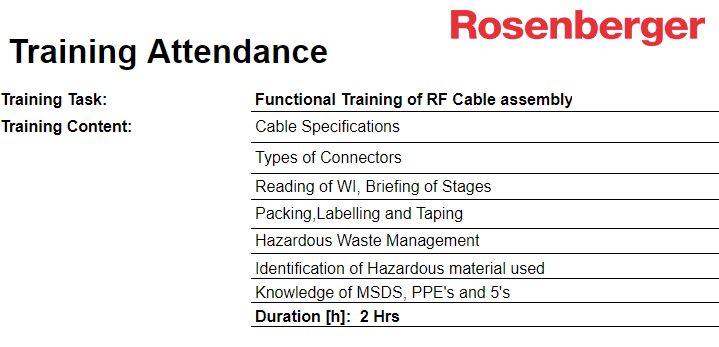 Rosenberger
Training Attendance
Training Task: Functional Training of RF Cable assembly
Training Content: Cable Specifications
Types of Connectors
Reading of WI, Briefing of Stages
Packing,Labelling and Taping
Hazardous Waste Management
Identification of Hazardous material used
Knowledge of MSDS, PPE's and 5's
Duration [h]: 2 Hrs